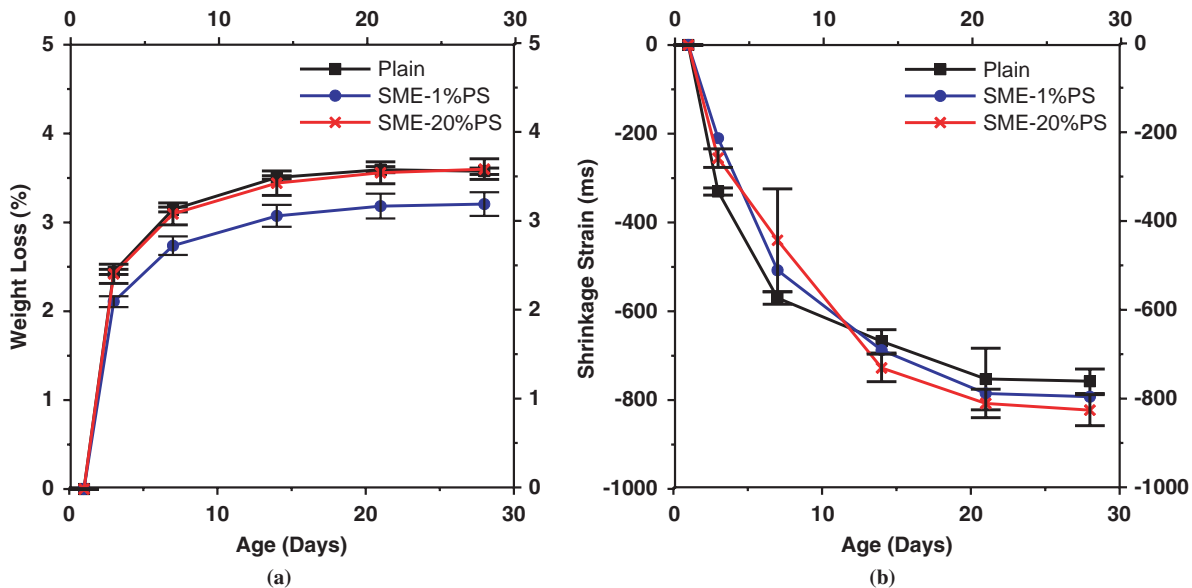 0 10 20 30
5 5
4 4
3 3
2 2
1 1
0 0
0 10 20 30
Weight Loss (%)
Plain
SME-1%PS
SME-20%PS
Age (Days)
(a)
0 10 20 30
0 0
-200 -200
-400 -400
-600 -600
-800 -800
-1000 -1000
0 10 20 30
Shrinkage Strain (ms)
Plain
SME-1%PS
SME-20%PS
Age (Days)
(b)